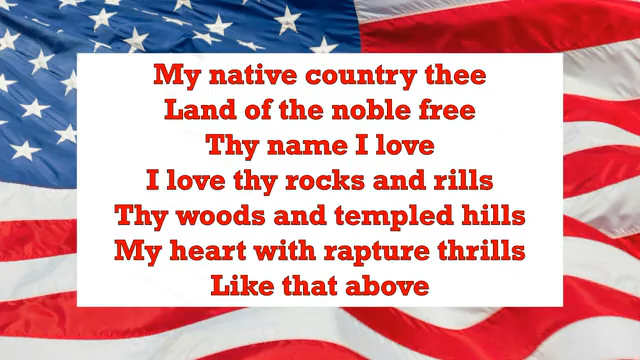 My native country thee
Land of the noble free
Thy name I love
I love thy rocks and rills
Thy woods and templed hills
My heart with rapture thrills
Like that above